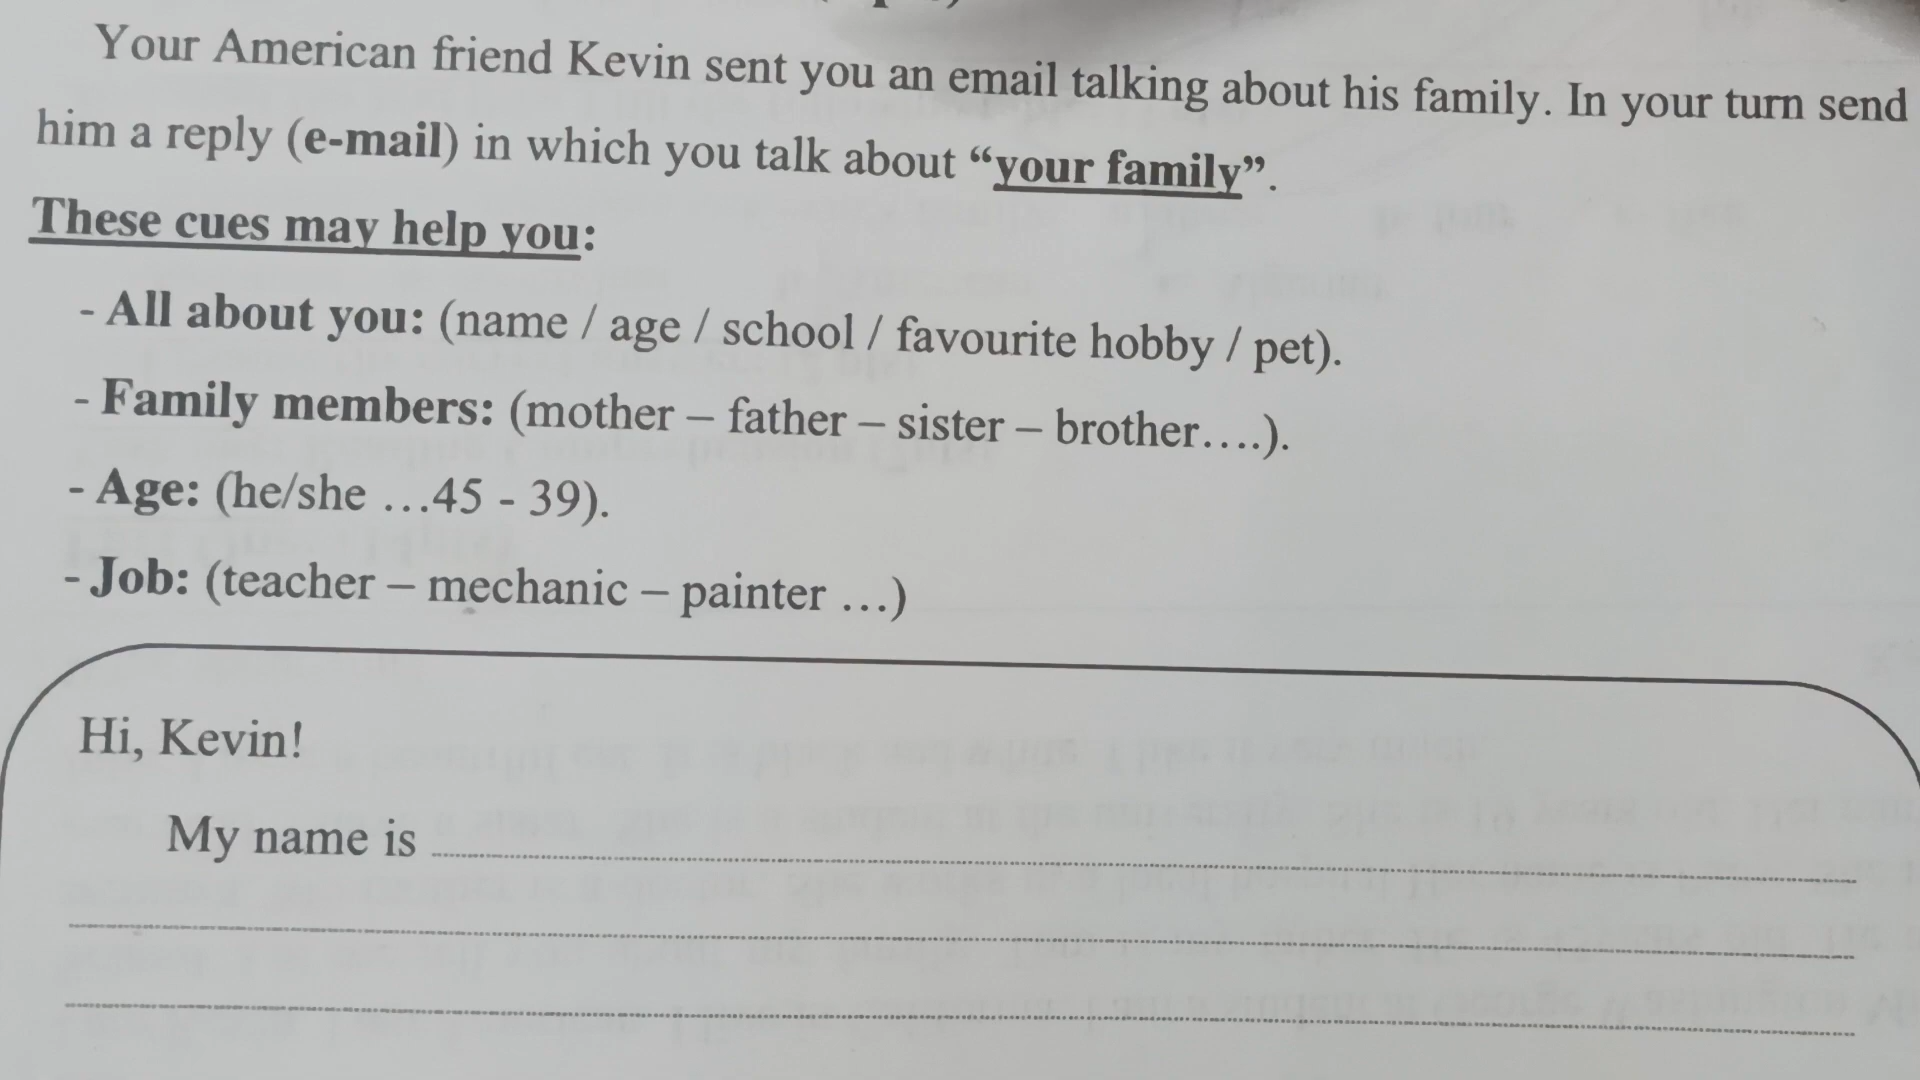 Your American friend Kevin sent you an email talking about his family. In your turn send
him a reply (e-mail) in which you talk about “your family”.
These cues may help you:
- All about you: (name / age / school / favourite hobby / pet).
- Family members: (mother – father – sister – brother....).
- Age: (he/she ...45 - 39).
- Job: (teacher – mechanic – painter ...)
Hi, Kevin!
My name is